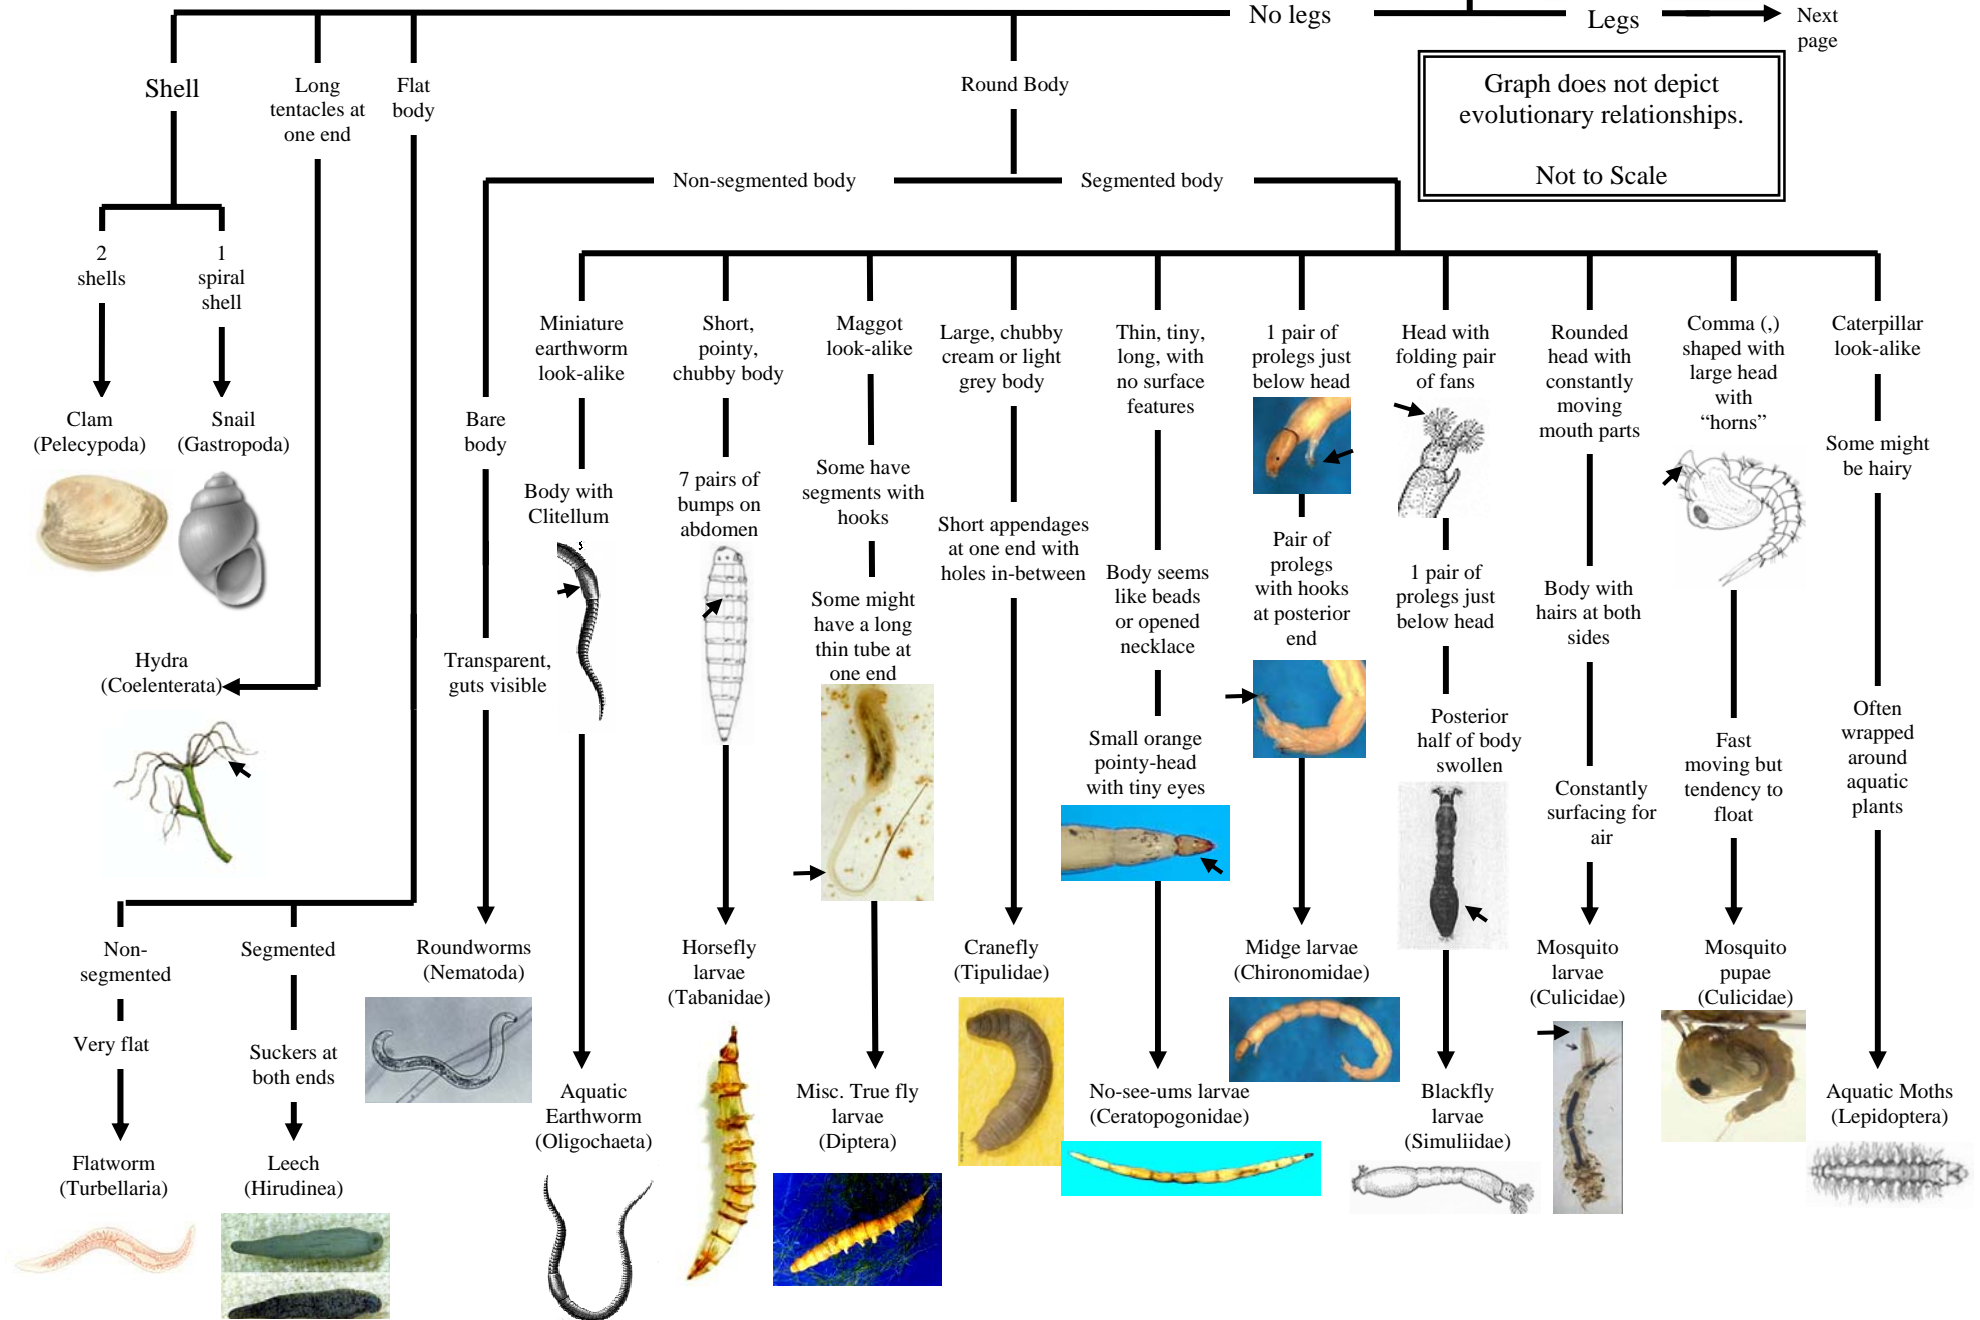 No legs
Legs
Next
page
Graph does not depict
evolutionary relationships.
Not to Scale
Shell
Long
tentacles at
one end
Flat
body
Round Body
Non-segmented body
Segmented body
2
shells
1
spiral
shell
Clam
(Pelecypoda)
Snail
(Gastropoda)
Hydra
(Coelenterata)
Non-
segmented
Very flat
Flatworm
(Turbellaria)
Segmented
Suckers at
both ends
Leech
(Hirudinea)
Bare
body
Transparent,
guts visible
Roundworms
(Nematoda)
Miniature
earthworm
look-alike
Body with
Clitellum
Aquatic
Earthworm
(Oligochaeta)
Short,
pointy,
chubby body
7 pairs of
bumps on
abdomen
Horsefly
larvae
(Tabanidae)
Maggot
look-alike
Some have
segments with
hooks
Some might
have a long
thin tube at
one end
Misc. True fly
larvae
(Diptera)
Large, chubby
cream or light
grey body
Short appendages
at one end with
holes in-between
Cranefly
(Tipulidae)
Thin, tiny,
long, with
no surface
features
Body seems
like beads
or opened
necklace
Small orange
pointy-head
with tiny eyes
No-see-ums larvae
(Ceratopogonidae)
1 pair of
prolegs just
below head
Pair of
prolegs
with hooks
at posterior
end
Midge larvae
(Chironomidae)
Head with
folding pair
of fans
1 pair of
prolegs just
below head
Posterior
half of body
swollen
Blackfly
larvae
(Simuliidae)
Rounded
head with
constantly
moving
mouth parts
Body with
hairs at both
sides
Constantly
surfacing for
air
Mosquito
larvae
(Culicidae)
Comma (,)
shaped with
large head
with
“horns”
Fast
moving but
tendency to
float
Mosquito
pupae
(Culicidae)
Caterpillar
look-alike
Some might
be hairy
Often
wrapped
around
aquatic
plants
Aquatic Moths
(Lepidoptera)